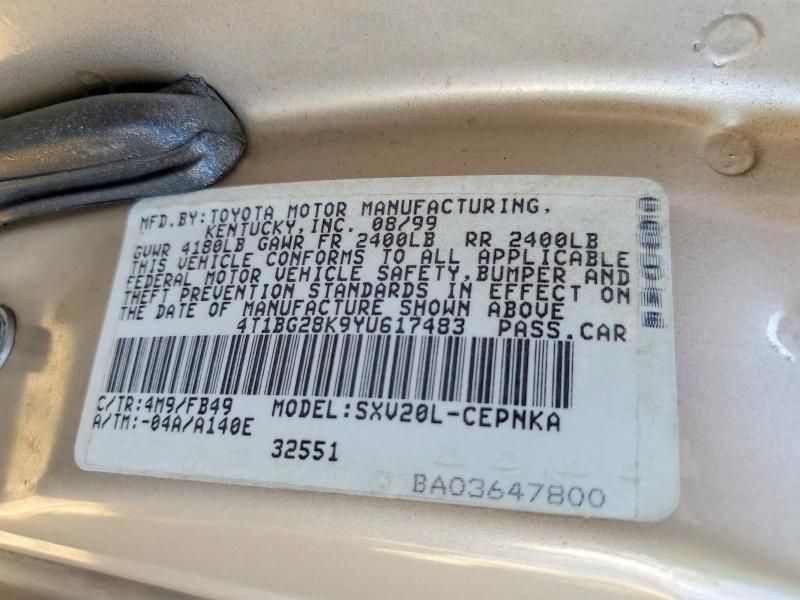 MFD.BY:TOYOTA MOTOR MANUFACTURING,
KENTUCKY,INC. 08/99
GVWR 4180LB GAWR FR 2400LB RR 2400LB
THIS VEHICLE CONFORMS TO ALL APPLICABLE
FEDERAL MOTOR VEHICLE SAFETY,BUMPER AND
THEFT PREVENTION STANDARDS IN EFFECT ON
THE DATE OF MANUFACTURE SHOWN ABOVE
4T1BG28K9YU617483 PASS.CAR
C/TR:4M9/FB49 MODEL:SXV20L-CEPNKA
A/TM:-04A/A140E
32551
BA03647800